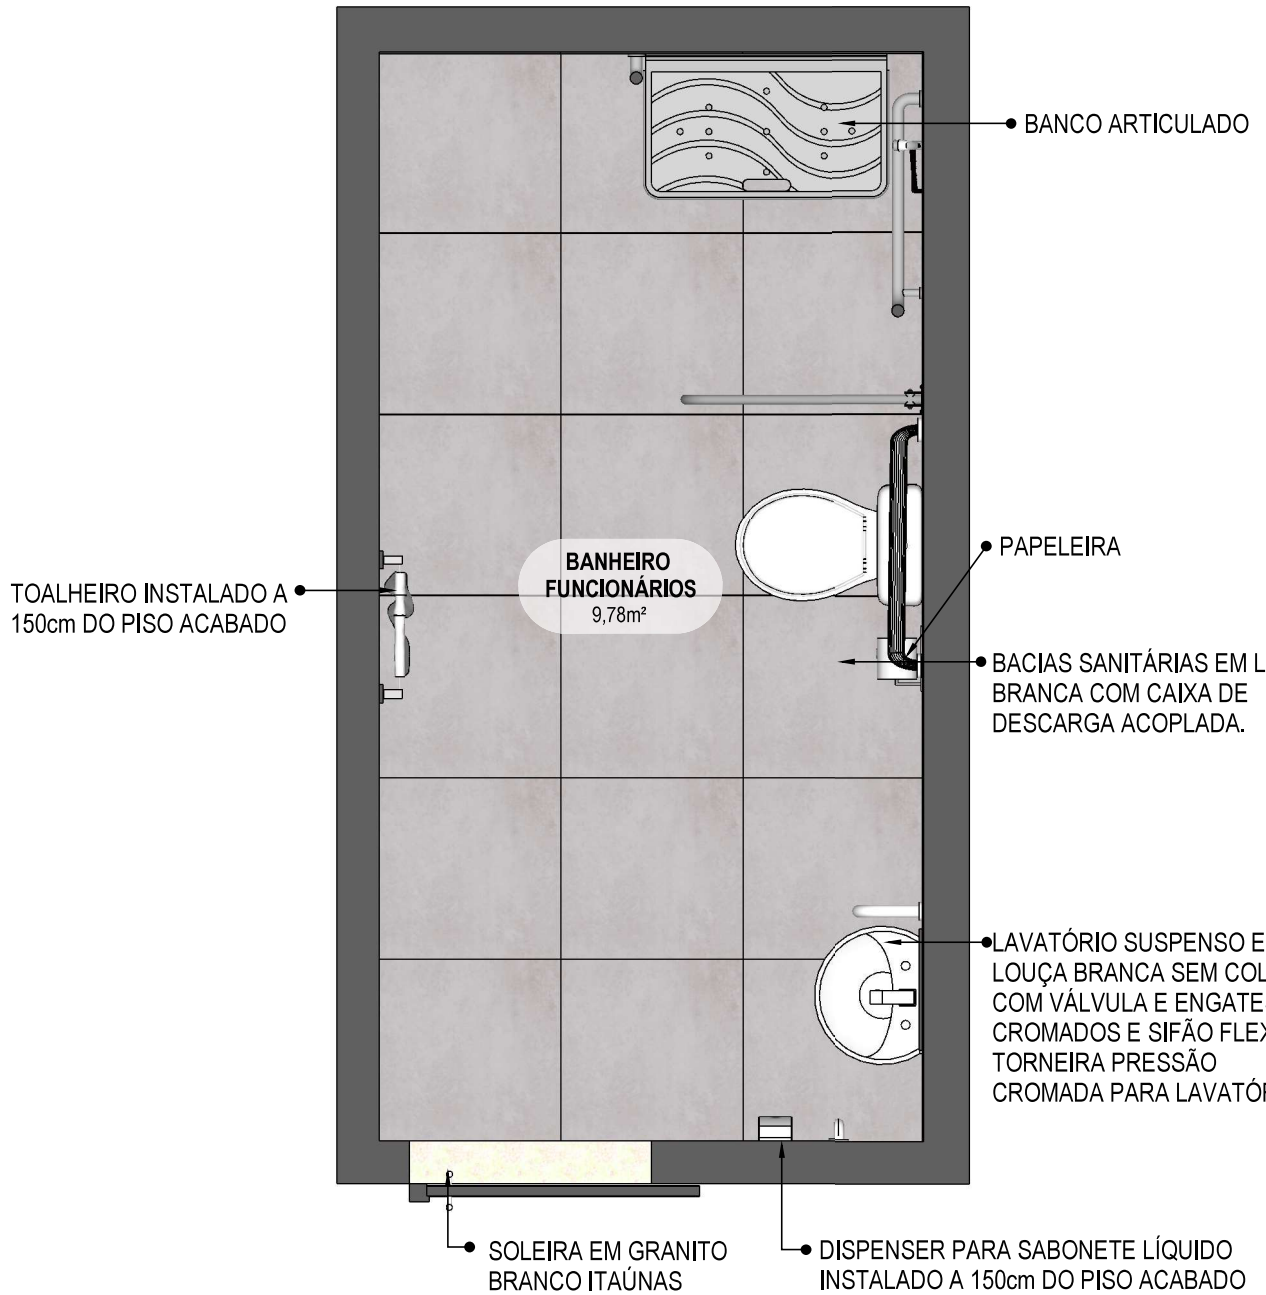 BANCO ARTICULADO
PAPELEIRA
BANHEIRO
FUNCIONÁRIOS
9,78m²
TOALHEIRO INSTALADO A
150cm DO PISO ACABADO
BACIAS SANITÁRIAS EM L
BRANCA COM CAIXA DE
DESCARGA ACOPLADA.
LAVATÓRIO SUSPENSO E
LOUÇA BRANCA SEM COL
COM VÁLVULA E ENGATE
CROMADOS E SIFÃO FLEX
TORNEIRA PRESSÃO
CROMADA PARA LAVATÓ
SOLEIRA EM GRANITO
BRANCO ITAÚNAS
DISPENSER PARA SABONETE LÍQUIDO
INSTALADO A 150cm DO PISO ACABADO